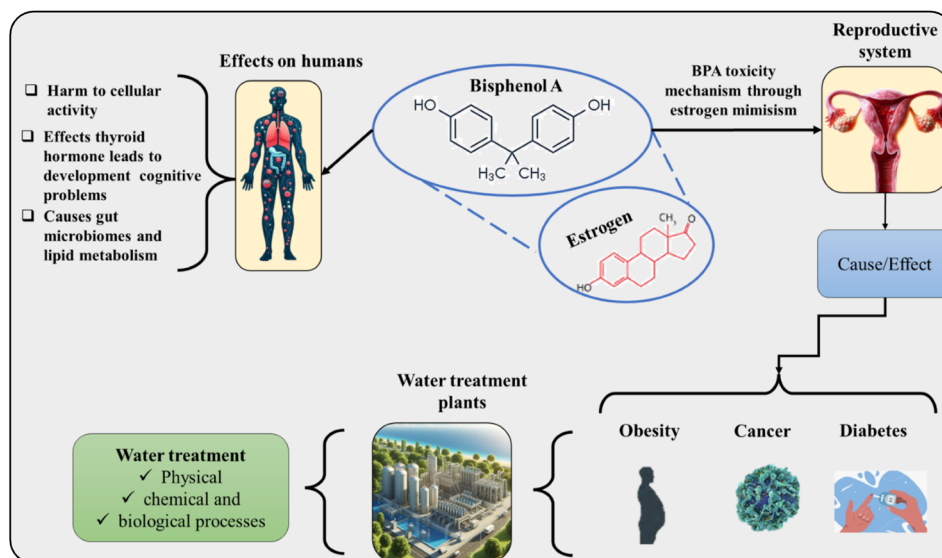 Effects on humans
❑ Harm to cellular
activity
❑ Effects thyroid
hormone leads to
development cognitive
problems
❑ Causes gut
microbiomes and
lipid metabolism
Bisphenol A
HO
OH
H₃C
CH₃
Estrogen
CH₃
O
HO
BPA toxicity
mechanism through
estrogen mimisism
Reproductive
system
Cause/Effect
Obesity
Cancer
Diabetes
Water treatment
plants
Water treatment
✓ Physical
✓ chemical and
✓ biological processes